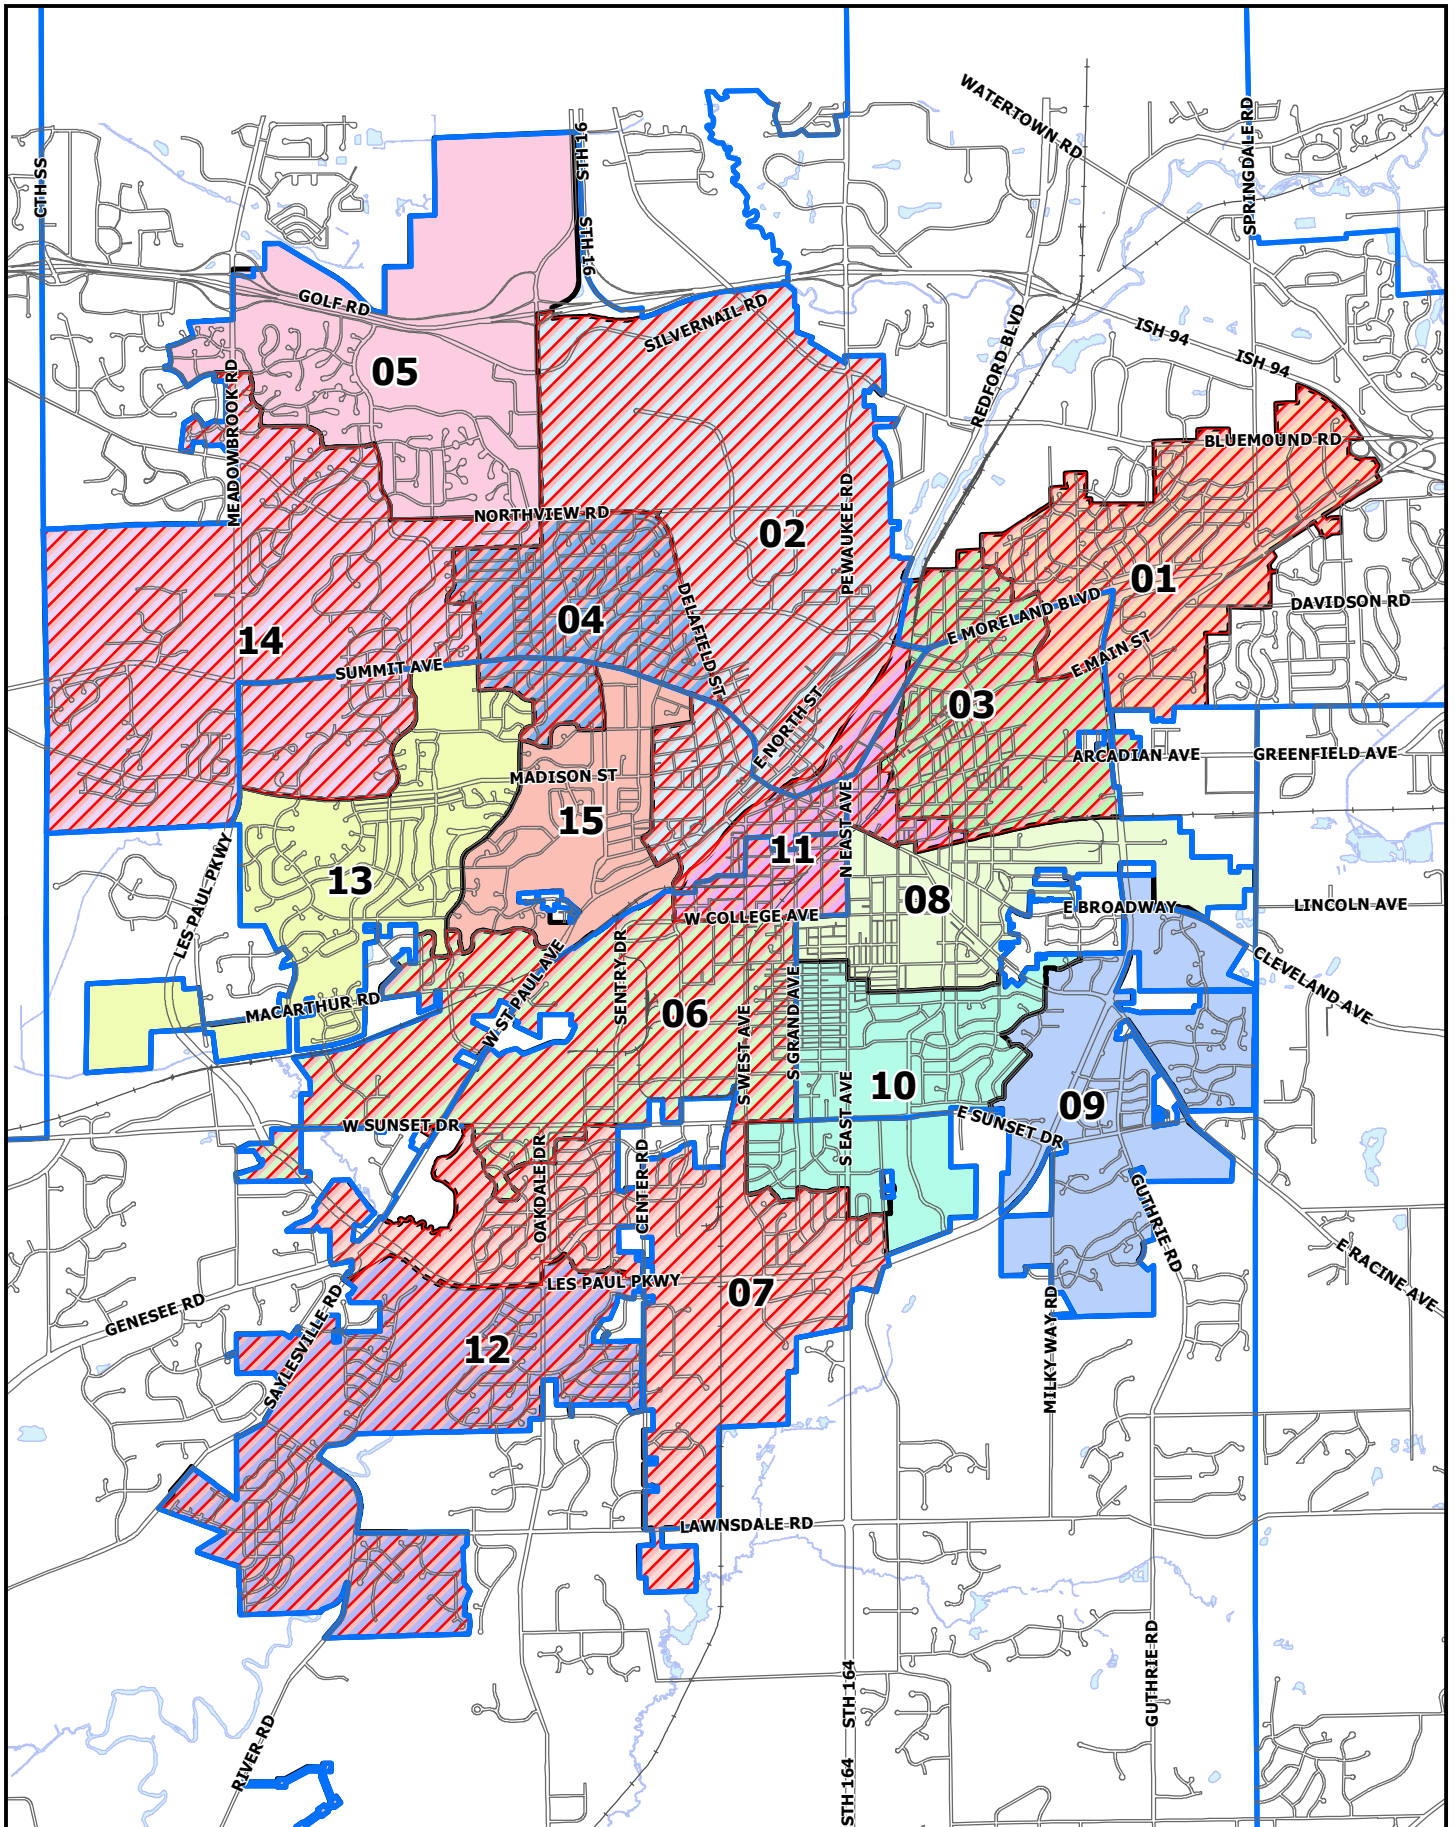 WATERTOWN RD
SPRINGDALE RD
STH 16
CTH SS
STH 16
GOLF RD
SILVERNAIL RD
REDFORD BLVD
ISH 94
ISH 94
05
MEADOWBROOK RD
BLUEMOUND RD
NORTHVIEW RD
02
PEWAUKEE RD
01
DELAFIELD ST
04
E MORELAND BLVD
DAVIDSON RD
14
SUMMIT AVE
E MAIN ST
03
E NORTH ST
ARCADIAN AVE
GREENFIELD AVE
MADISON ST
15
N EAST AVE
11
13
LES PAUL PKWY
08
E BROADWAY
LINCOLN AVE
W COLLEGE AVE
CLEVELAND AVE
SENTRY DR
W ST PAUL AVE
MACARTHUR RD
06
S GRAND AVE
S WEST AVE
10
09
S EAST AVE
W SUNSET DR
E SUNSET DR
OAKDALE DR
CENTER RD
GUTHRIE RD
E RACINE AVE
LES PAUL PKWY
07
GENESEE RD
SAYLESVILLE RD
12
MILKY WAY RD
LAWNSDALE RD
GUTHRIE RD
STH 164
RIVER RD
STH 164